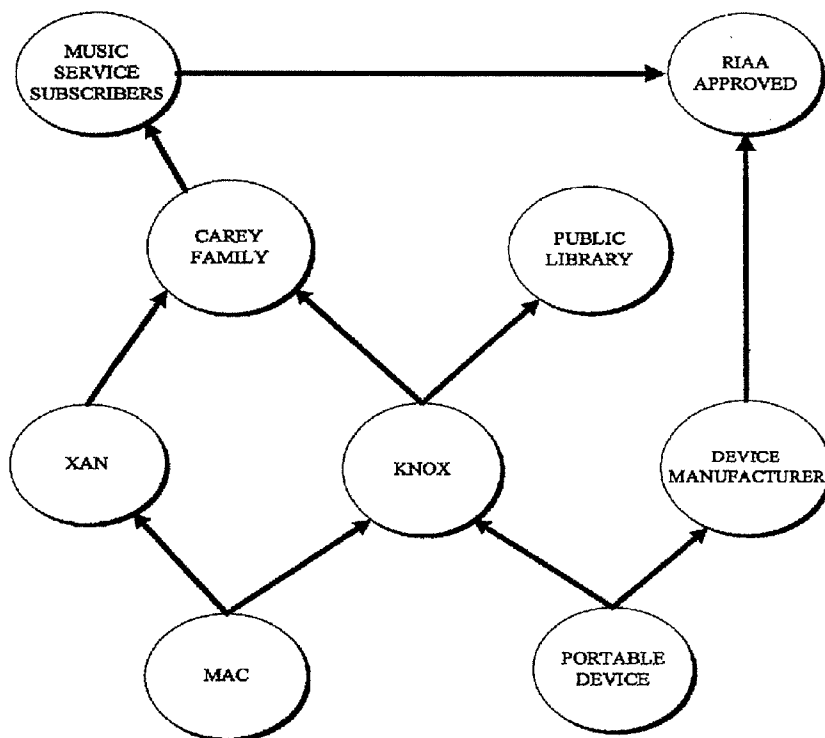 MUSIC
SERVICE
SUBSCRIBERS
RIAA
APPROVED
CAREY
FAMILY
PUBLIC
LIBRARY
XAN
KNOX
DEVICE
MANUFACTURER
MAC
PORTABLE
DEVICE